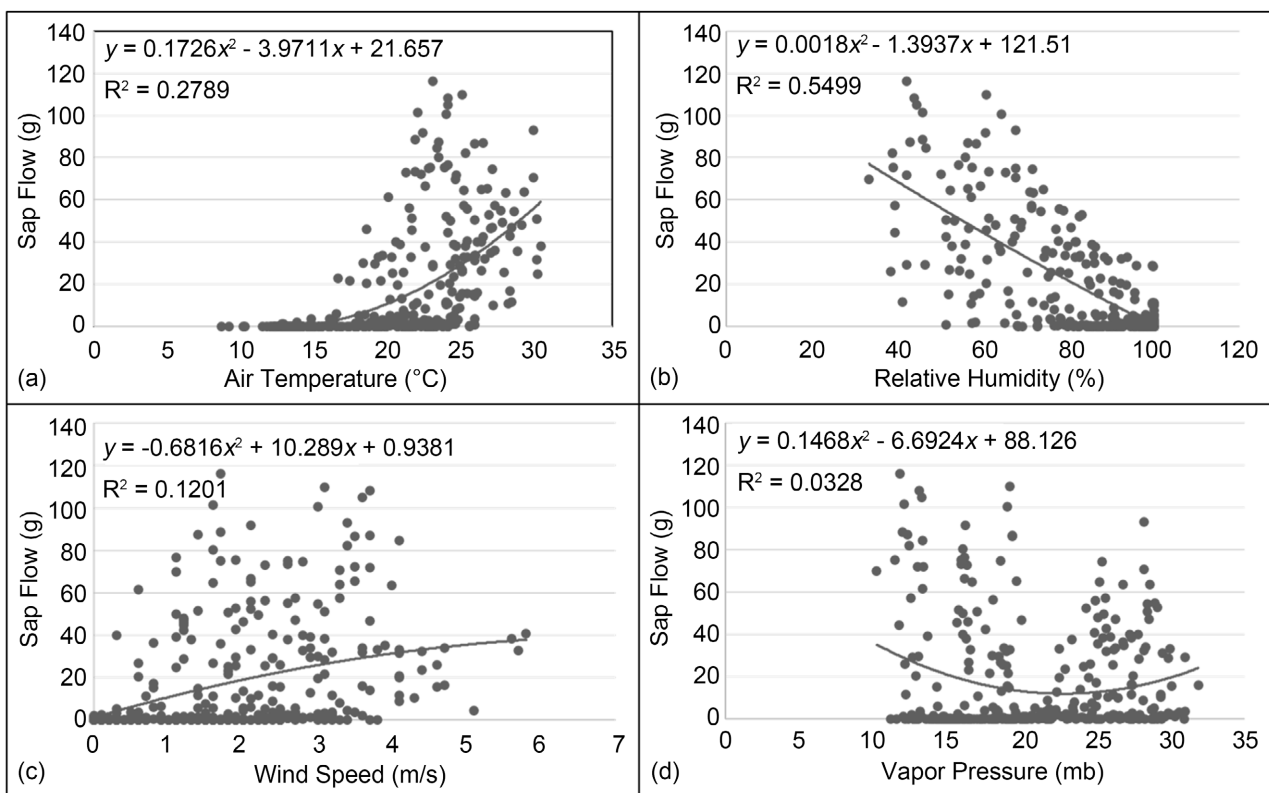 y = 0.1726x² - 3.9711x + 21.657
R² = 0.2789
Sap Flow (g)
140
120
100
80
60
40
20
0
0 5 10 15 20 25 30 35
(a) Air Temperature (°C)
y = 0.0018x² - 1.3937x + 121.51
R² = 0.5499
Sap Flow (g)
140
120
100
80
60
40
20
0
0 20 40 60 80 100 120
(b) Relative Humidity (%)
y = -0.6816x² + 10.289x + 0.9381
R² = 0.1201
Sap Flow (g)
140
120
100
80
60
40
20
0
0 1 2 3 4 5 6 7
(c) Wind Speed (m/s)
y = 0.1468x² - 6.6924x + 88.126
R² = 0.0328
Sap Flow (g)
140
120
100
80
60
40
20
0
0 5 10 15 20 25 30 35
(d) Vapor Pressure (mb)